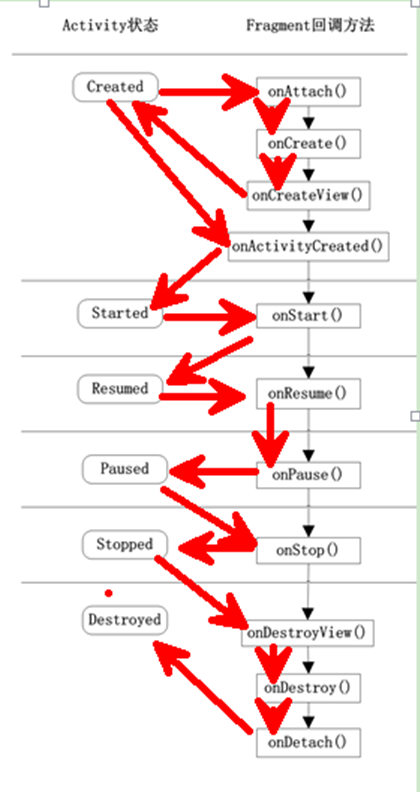 Activity状态 Fragment回调方法
Created onAttach()
onCreate()
onCreateView()
onActivityCreated()
Started onStart()
Resumed onResume()
Paused onPause()
Stopped onStop()
Destroyed onDestroyView()
onDestroy()
onDetach()